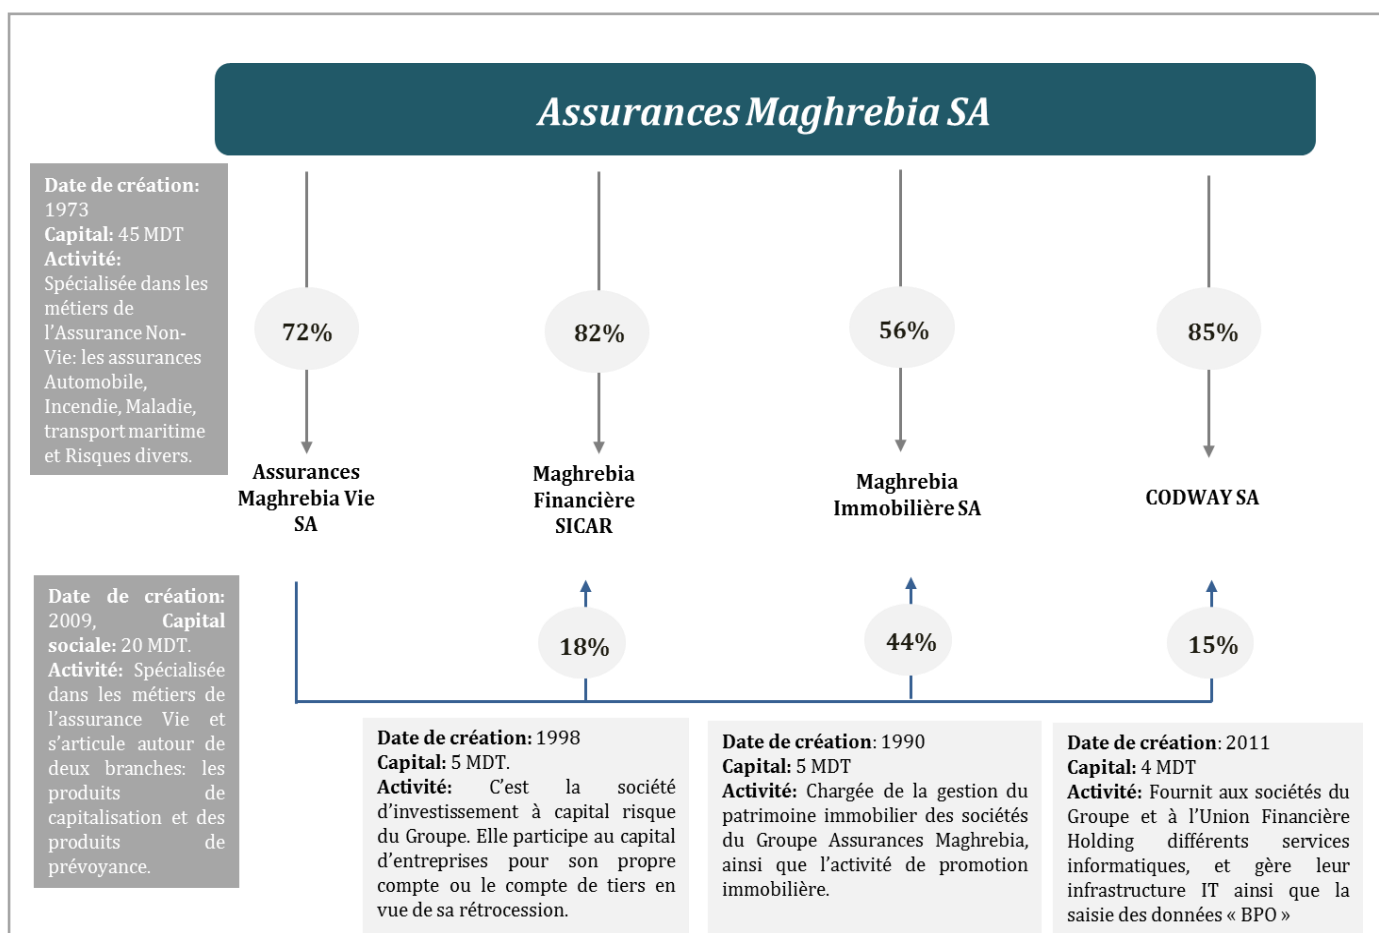 Assurances Maghrebia SA
Date de création:
1973
Capital: 45 MDT
Activité:
Spécialisée dans les
métiers de
l’Assurance Non-
Vie: les assurances
Automobile,
Incendie, Maladie,
transport maritime
et Risques divers.
72%
82%
56%
85%
Assurances
Maghrebia Vie
SA
Maghrebia
Financière
SICAR
Maghrebia
Immobilière SA
CODWAY SA
Date de création:
2009, Capital
sociale: 20 MDT.
Activité: Spécialisée
dans les métiers de
l’assurance Vie et
s’articule autour de
deux branches: les
produits de
capitalisation et des
produits de
prévoyance.
18%
44%
15%
Date de création: 1998
Capital: 5 MDT.
Activité: C’est la société
d’investissement à capital risque
du Groupe. Elle participe au capital
d’entreprises pour son propre
compte ou le compte de tiers en
vue de sa rétrocession.
Date de création: 1990
Capital: 5 MDT
Activité: Chargée de la gestion du
patrimoine immobilier des sociétés
du Groupe Assurances Maghrebia,
ainsi que l’activité de promotion
immobilière.
Date de création: 2011
Capital: 4 MDT
Activité: Fournit aux sociétés du
Groupe et à l’Union Financière
Holding différents services
informatiques, et gère leur
infrastructure IT ainsi que la
saisie des données « BPO »